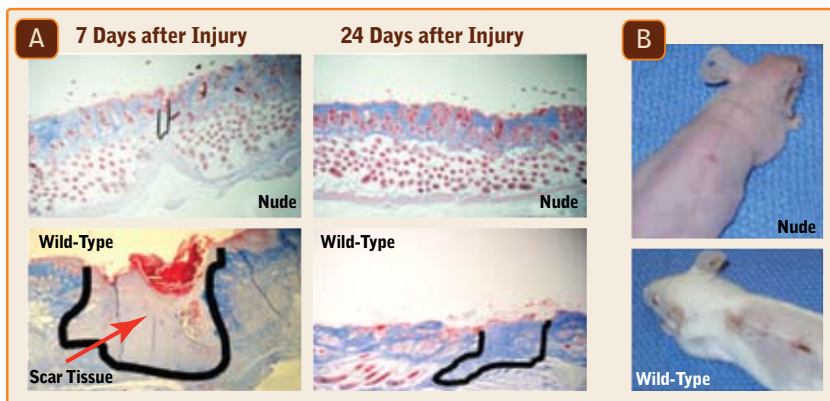 A
7 Days after Injury
24 Days after Injury
B
Nude
Nude
Nude
Wild-Type
Scar Tissue
Wild-Type
Wild-Type